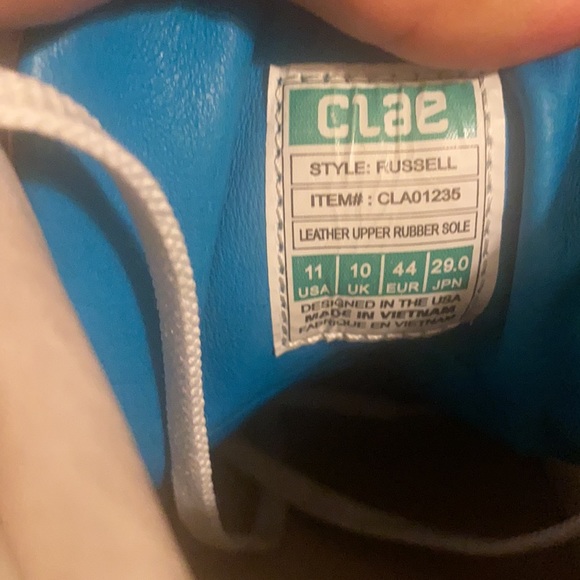 clae
STYLE: RUSSELL
ITEM# : CLA01235
LEATHER UPPER RUBBER SOLE
11 10 44 29.0
USA UK EUR JPN
DESIGNED IN THE USA
MADE IN VIETNAM
FABRIQUE EN VIETNAM